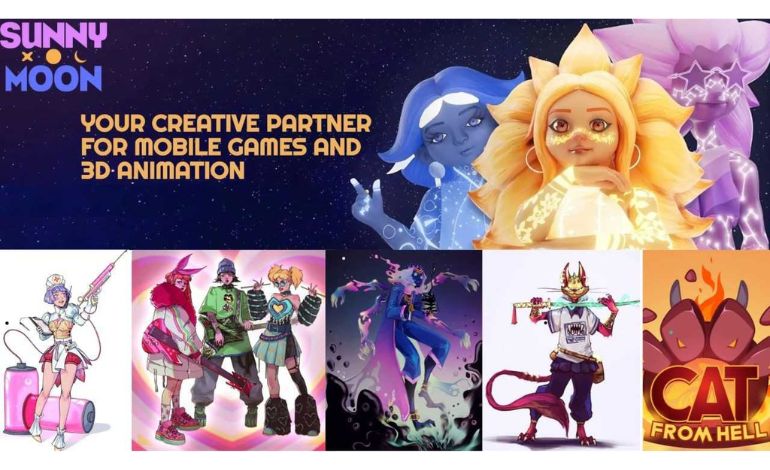 SUNNY
MOON
YOUR CREATIVE PARTNER
FOR MOBILE GAMES AND
3D ANIMATION
CAT
FROM HELL